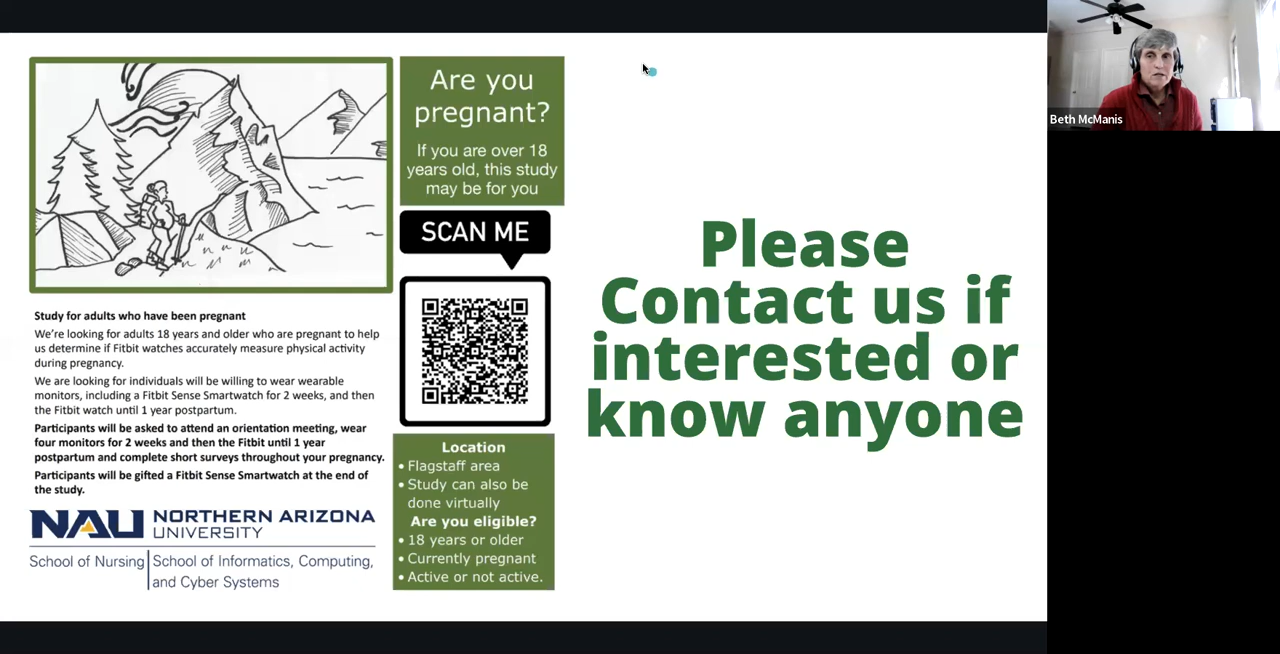 Are you
pregnant?
If you are over 18
years old, this study
may be for you
SCAN ME
Study for adults who have been pregnant
We're looking for adults 18 years and older who are pregnant to help
us determine if Fitbit watches accurately measure physical activity
during pregnancy.
We are looking for individuals will be willing to wear wearable
monitors, including a Fitbit Sense Smartwatch for 2 weeks, and then
the Fitbit watch until 1 year postpartum.
Participants will be asked to attend an orientation meeting, wear
four monitors for 2 weeks and then the Fitbit until 1 year
postpartum and complete short surveys throughout your pregnancy.
Participants will be gifted a Fitbit Sense Smartwatch at the end of
the study.
NAU NORTHERN ARIZONA
UNIVERSITY
School of Nursing School of Informatics, Computing,
and Cyber Systems
Location
• Flagstaff area
• Study can also be
done virtually
Are you eligible?
• 18 years or older
• Currently pregnant
• Active or not active.
Please
Contact us if
interested or
know anyone
Beth McManis